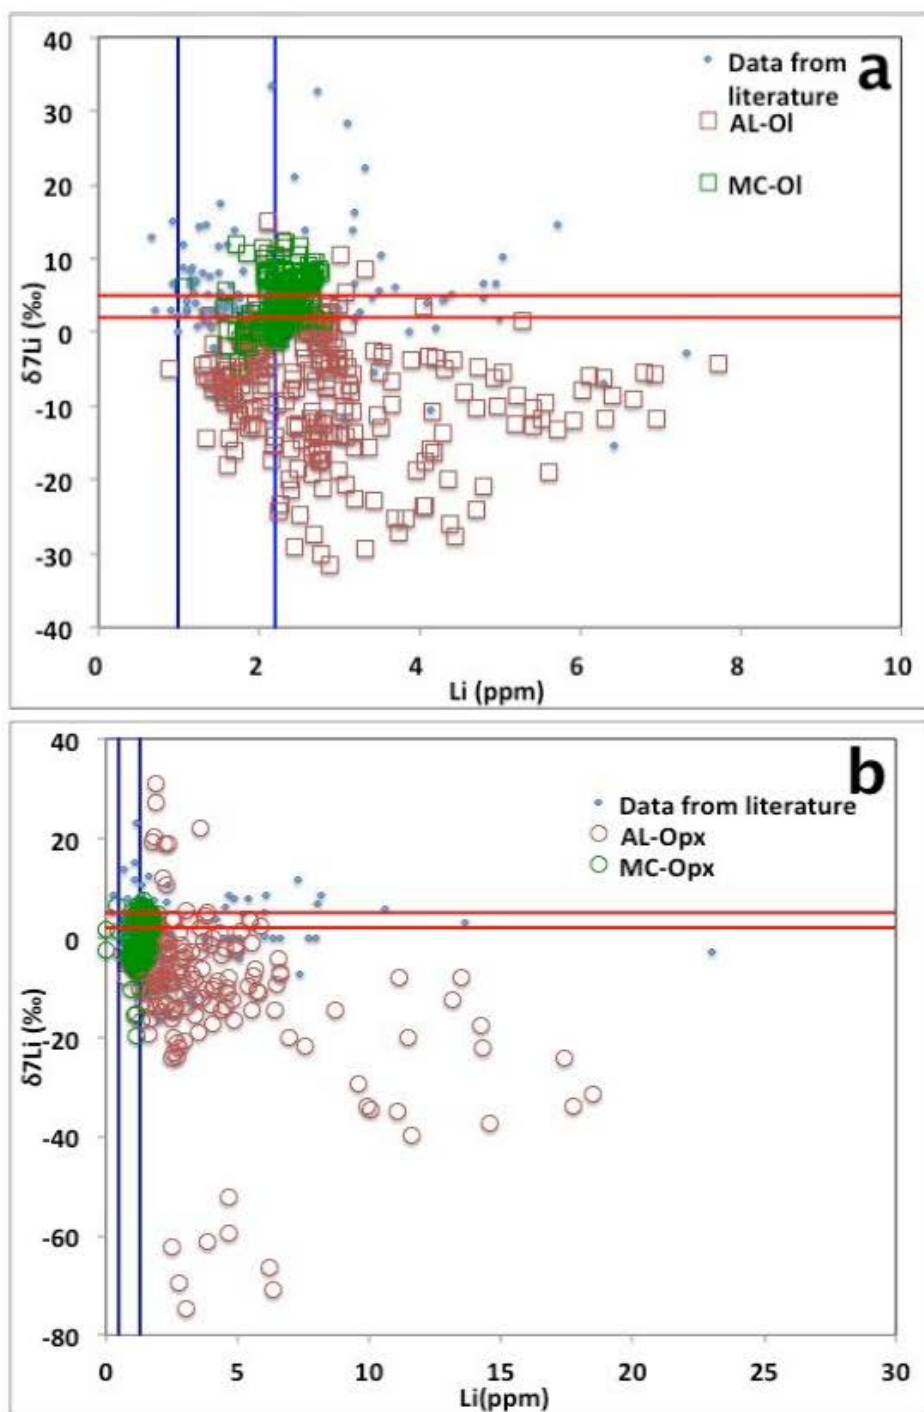 a
40
30
20
10
0
-10
-20
-30
-40
δ7Li (‰)
Data from
literature
AL-Ol
MC-Ol
0 2 4 6 8 10
Li (ppm)
b
40
20
0
-20
-40
-60
-80
δ7Li (‰)
Data from literature
AL-Opx
MC-Opx
0 5 10 15 20 25 30
Li(ppm)